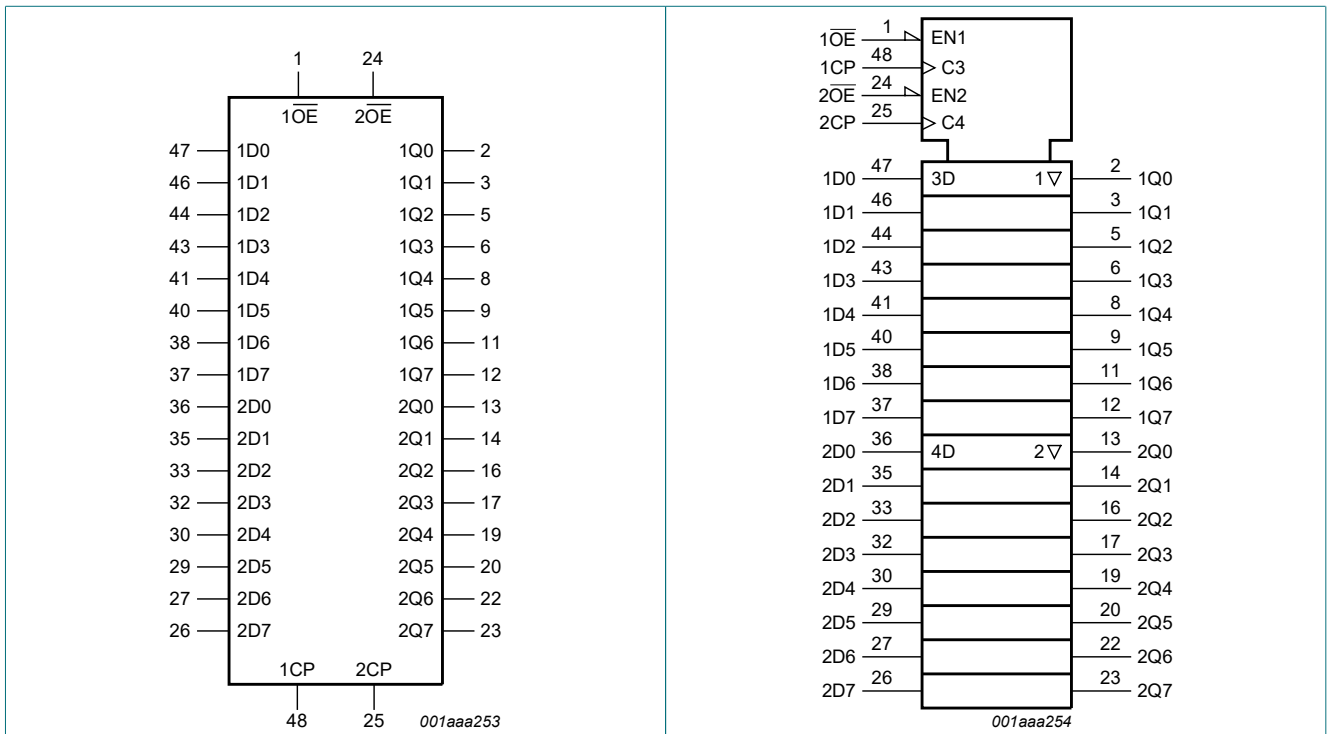 1 24
1OE 2OE
47 1D0 1Q0 2
46 1D1 1Q1 3
44 1D2 1Q2 5
43 1D3 1Q3 6
41 1D4 1Q4 8
40 1D5 1Q5 9
38 1D6 1Q6 11
37 1D7 1Q7 12
36 2D0 2Q0 13
35 2D1 2Q1 14
33 2D2 2Q2 16
32 2D3 2Q3 17
30 2D4 2Q4 19
29 2D5 2Q5 20
27 2D6 2Q6 22
26 2D7 2Q7 23
1CP 2CP
48 25 001aaa253
1OE 1 EN1
1CP 48 C3
2OE 24 EN2
2CP 25 C4
1D0 47 3D 1 ▽ 2 1Q0
1D1 46 3 1Q1
1D2 44 5 1Q2
1D3 43 6 1Q3
1D4 41 8 1Q4
1D5 40 9 1Q5
1D6 38 11 1Q6
1D7 37 12 1Q7
2D0 36 4D 2 ▽ 13 2Q0
2D1 35 14 2Q1
2D2 33 16 2Q2
2D3 32 17 2Q3
2D4 30 19 2Q4
2D5 29 20 2Q5
2D6 27 22 2Q6
2D7 26 23 2Q7
001aaa254